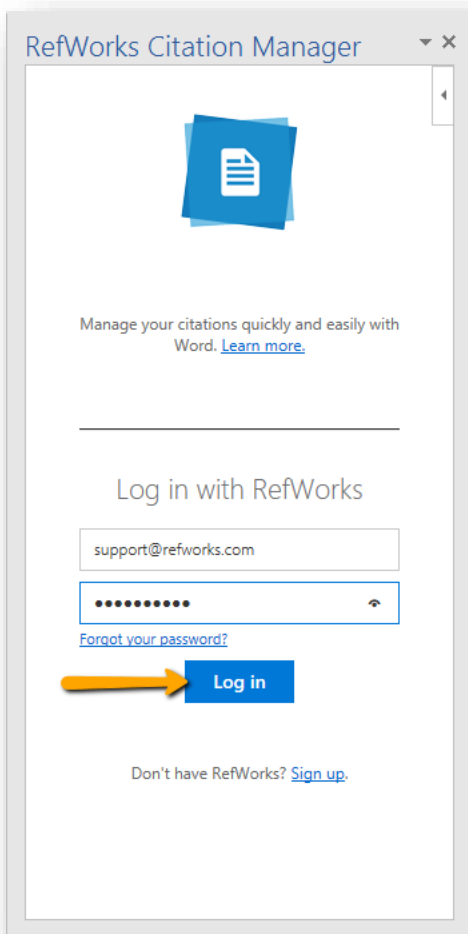 RefWorks Citation Manager
Manage your citations quickly and easily with
Word. Learn more.
Log in with RefWorks
support@refworks.com
●●●●●●●●●●
Forgot your password?
Log in
Don't have RefWorks? Sign up.